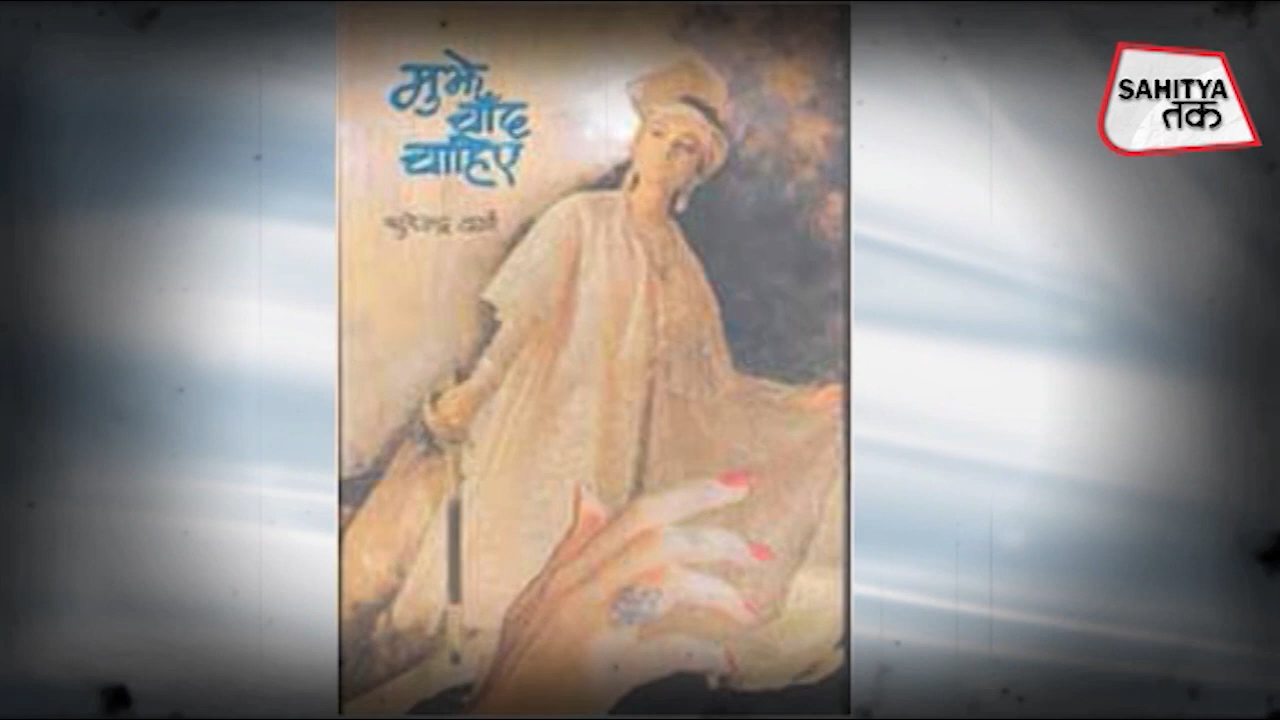 मुझे
चाँद
चाहिए
सुरेन्द्र वर्मा
SAHITYA
तक